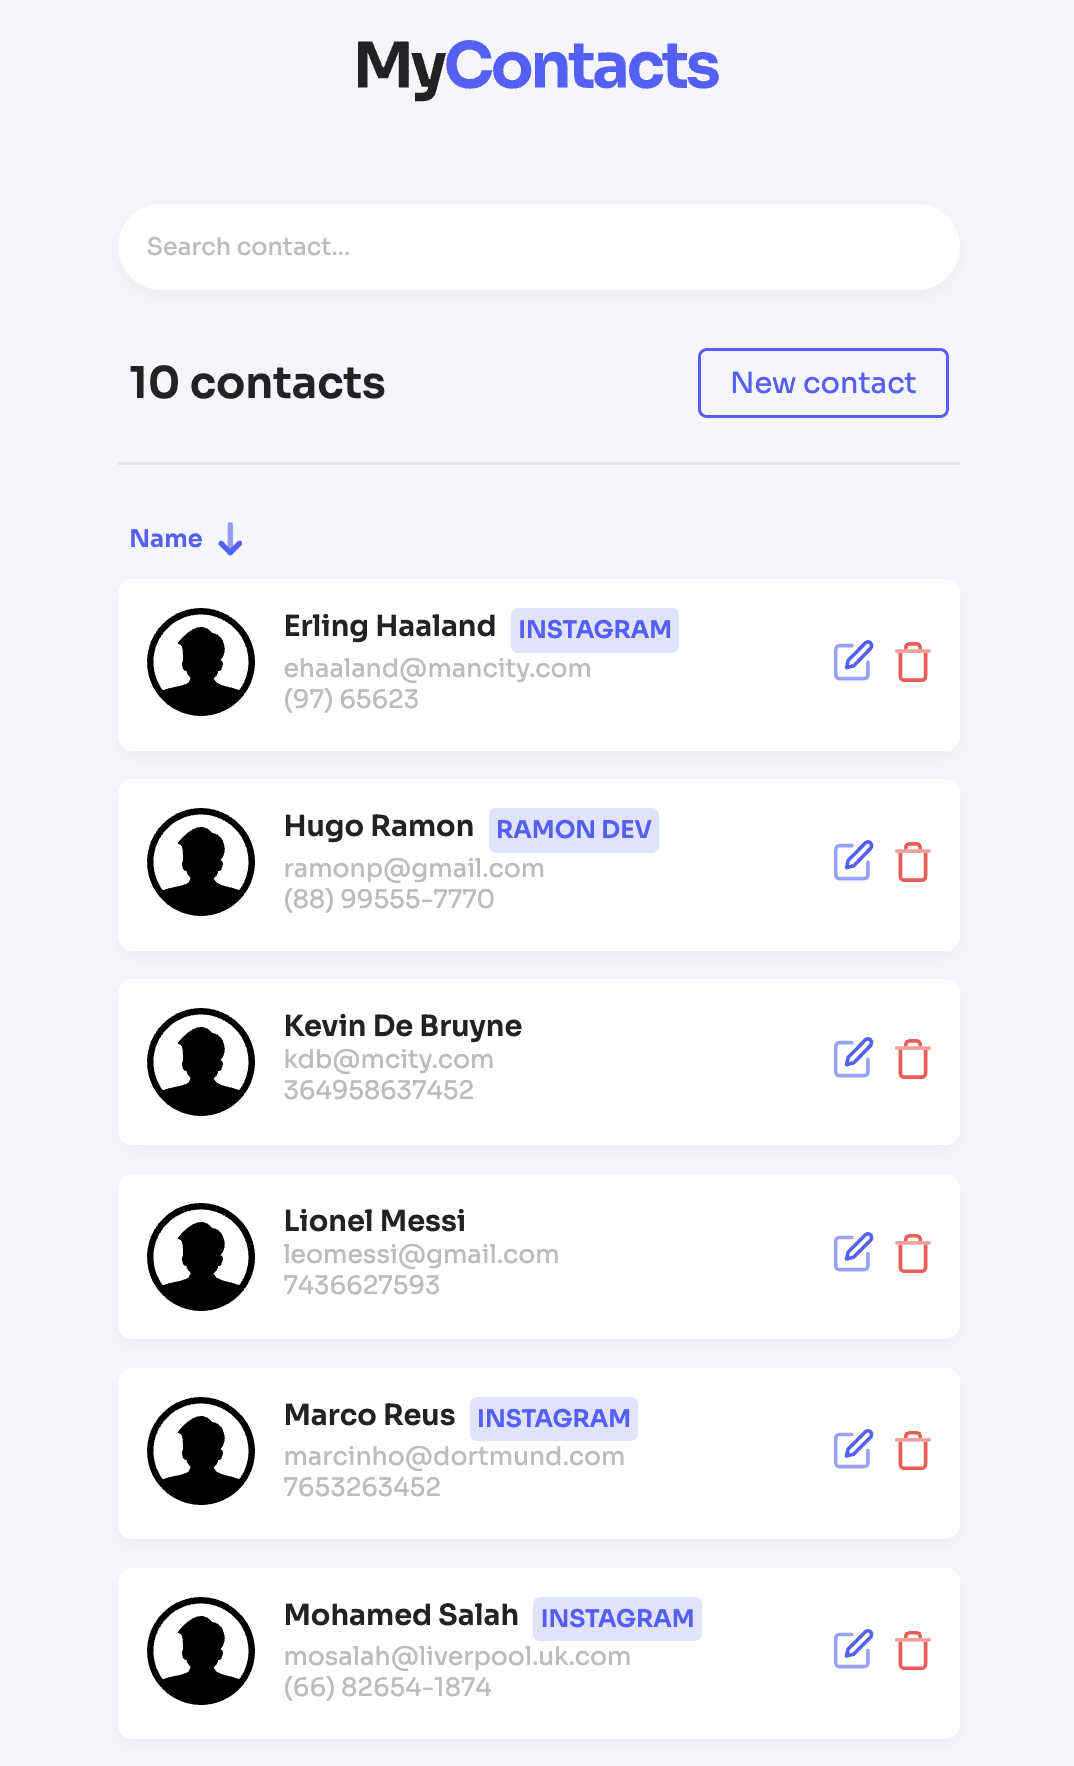 MyContacts
Search contact...
10 contacts
New contact
Name
Erling Haaland INSTAGRAM
ehaaland@mancity.com
(97) 65623
Hugo Ramon RAMON DEV
ramonp@gmail.com
(88) 99555-7770
Kevin De Bruyne
kdb@mcity.com
364958637452
Lionel Messi
leomessi@gmail.com
7436627593
Marco Reus INSTAGRAM
marcinho@dortmund.com
7653263452
Mohamed Salah INSTAGRAM
mosalah@liverpool.uk.com
(66) 82654-1874